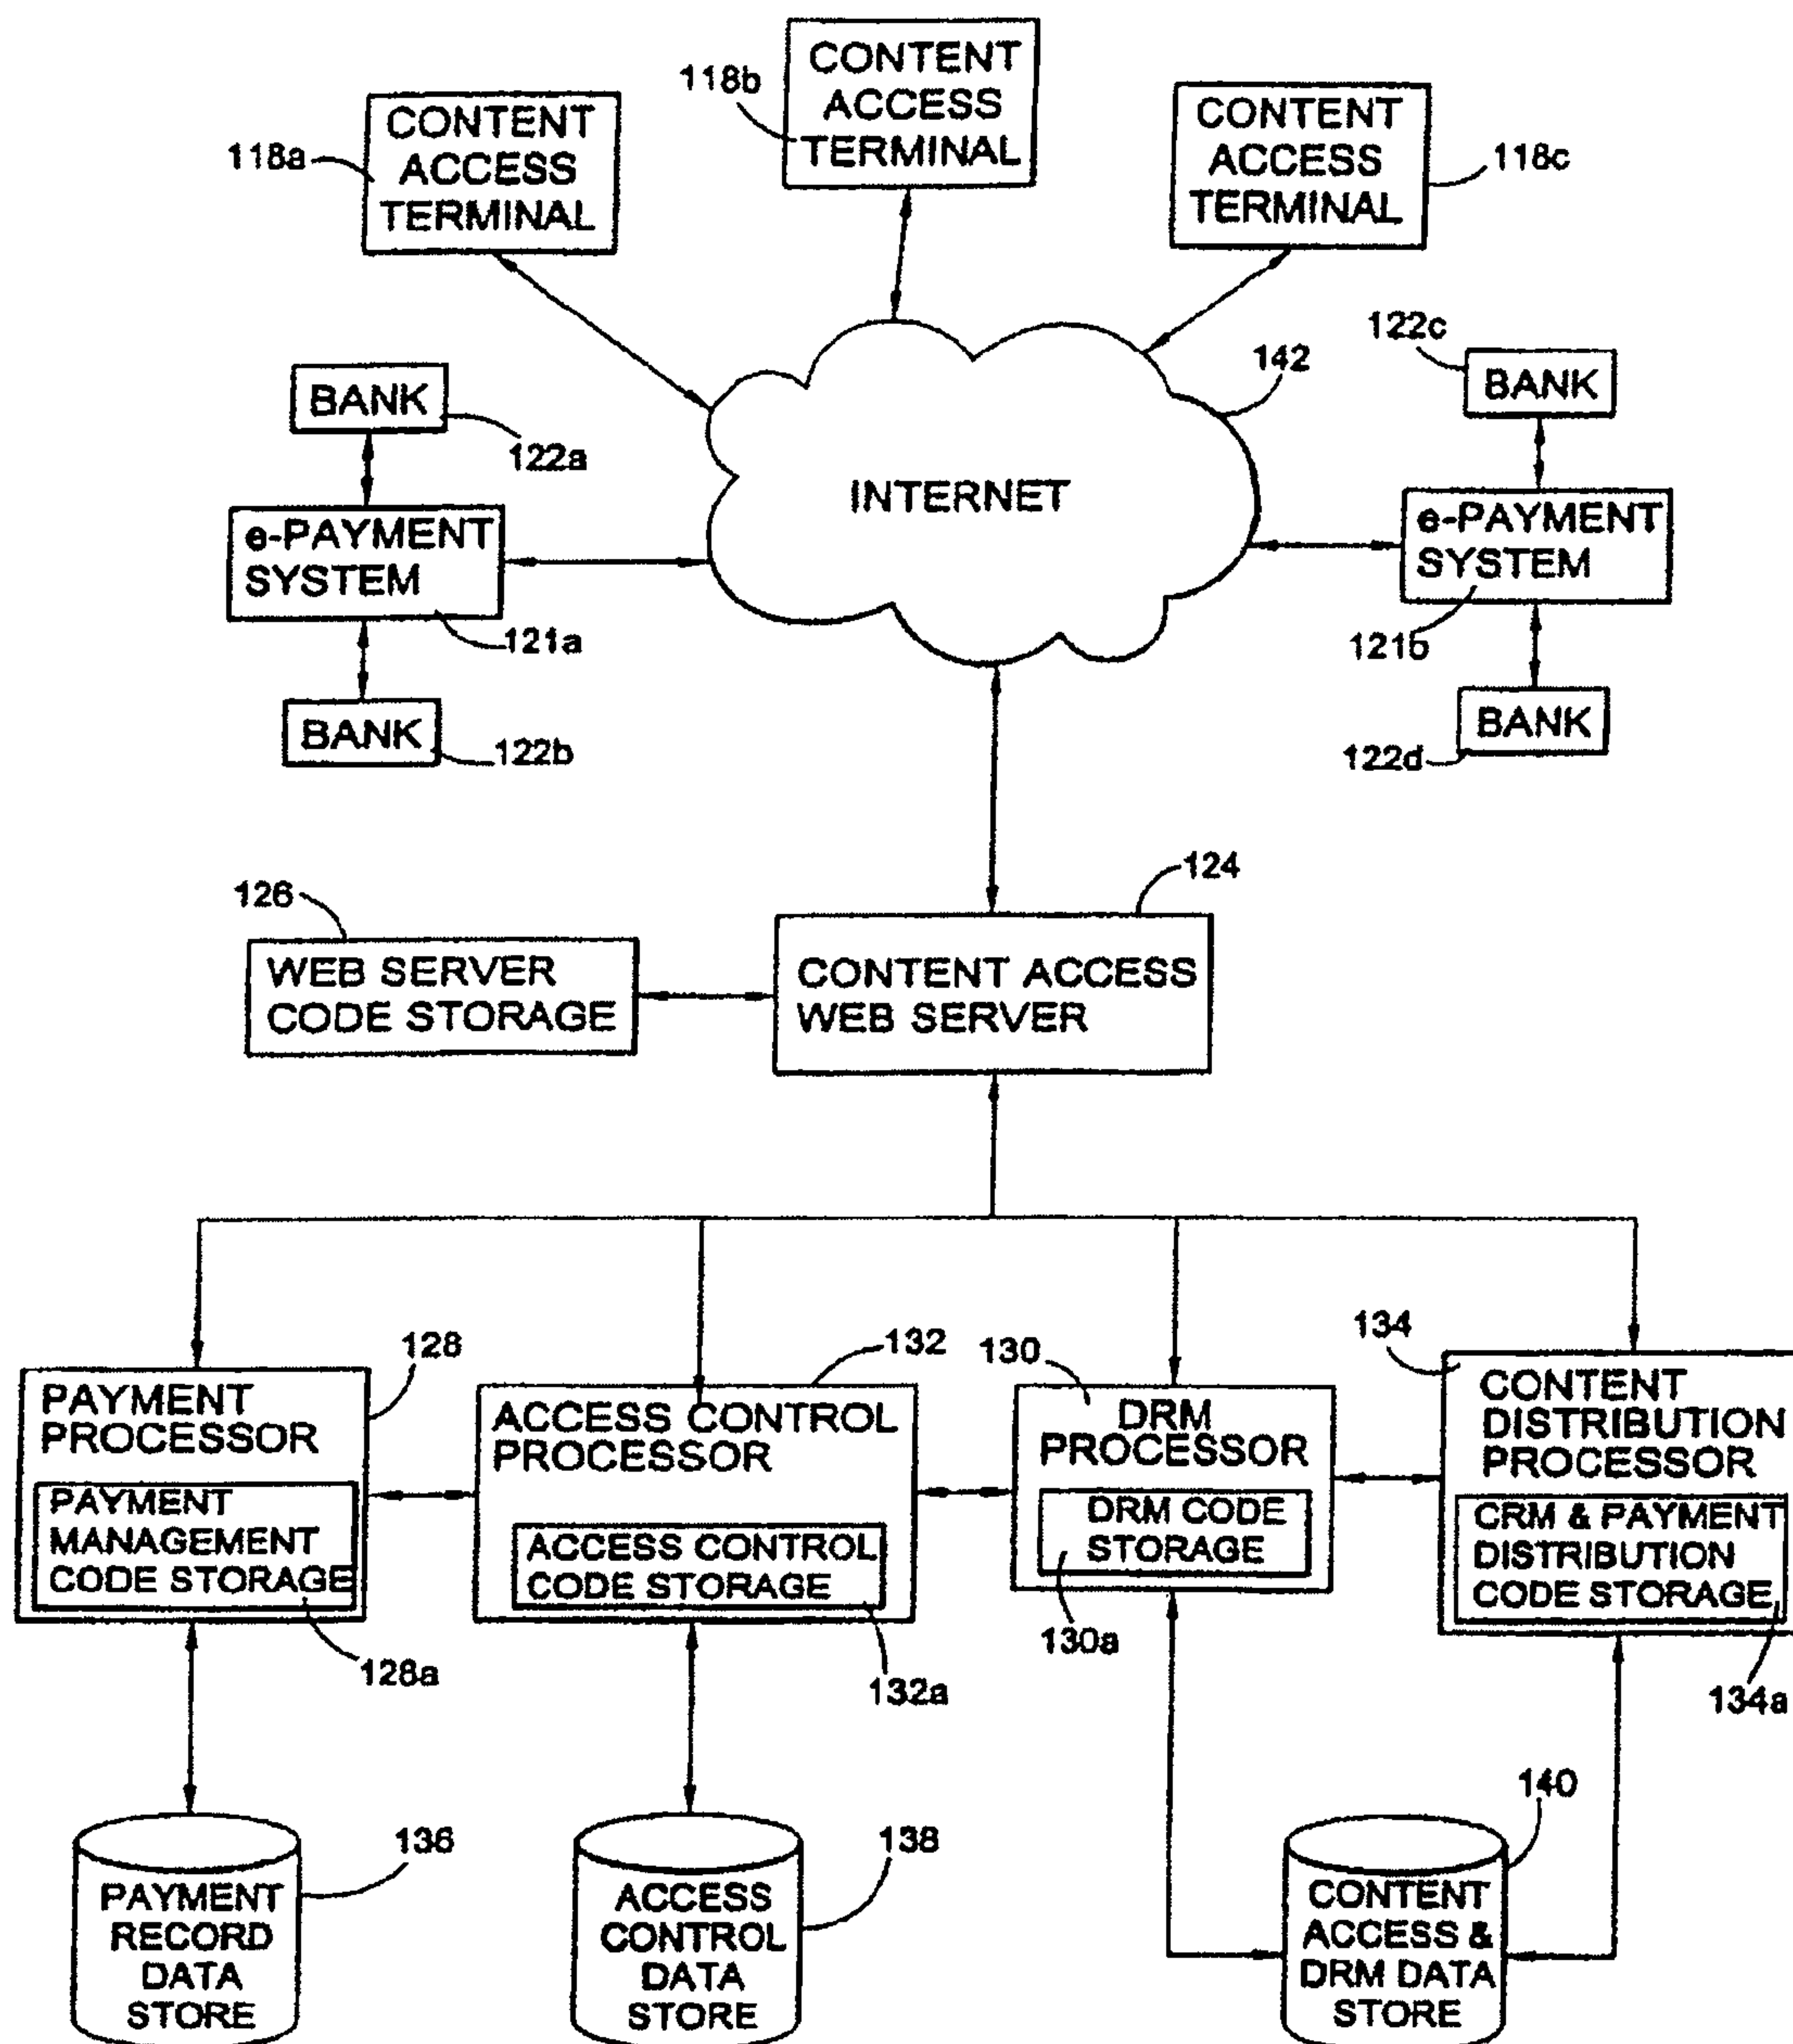 CONTENT
ACCESS
TERMINAL
118b
CONTENT
ACCESS
TERMINAL
118a
CONTENT
ACCESS
TERMINAL
118c
BANK
122a
122c
BANK
142
INTERNET
e-PAYMENT
SYSTEM
121a
e-PAYMENT
SYSTEM
121b
BANK
122b
BANK
122d
126
WEB SERVER
CODE STORAGE
124
CONTENT ACCESS
WEB SERVER
128
PAYMENT
PROCESSOR
PAYMENT
MANAGEMENT
CODE STORAGE
128a
132
ACCESS CONTROL
PROCESSOR
ACCESS CONTROL
CODE STORAGE
132a
130
DRM
PROCESSOR
DRM CODE
STORAGE
130a
134
CONTENT
DISTRIBUTION
PROCESSOR
CRM & PAYMENT
DISTRIBUTION
CODE STORAGE
134a
136
PAYMENT
RECORD
DATA
STORE
138
ACCESS
CONTROL
DATA
STORE
140
CONTENT
ACCESS &
DRM DATA
STORE